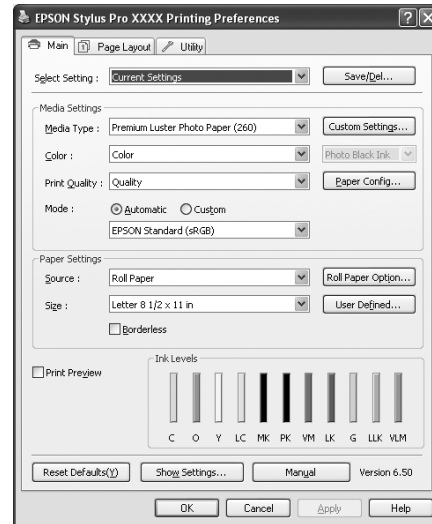 EPSON Stylus Pro XXXX Printing Preferences
Main Page Layout Utility
Select Setting : Current Settings Save/Del...
Media Settings
Media Type : Premium Luster Photo Paper (260) Custom Settings...
Color : Color Photo Black Ink
Print Quality : Quality Paper Config...
Mode : Automatic Custom
EPSON Standard (sRGB)
Paper Settings
Source : Roll Paper Roll Paper Option...
Size : Letter 8 1/2 x 11 in User Defined...
Borderless
Print Preview
Ink Levels
C O Y LC MK PK VM LK G LLK VLM
Reset Defaults(Y) Show Settings... Manual Version 6.50
OK Cancel Apply Help